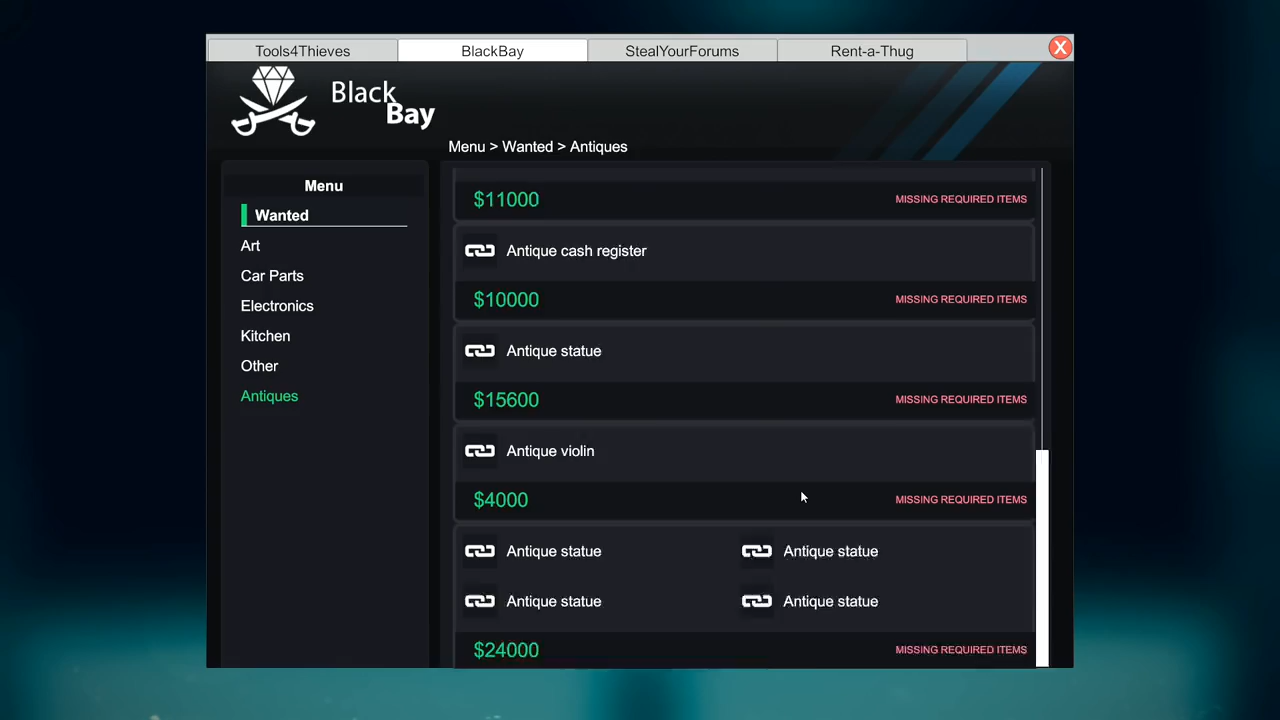 Tools4Thieves
BlackBay
StealYourForums
Rent-a-Thug
X
Black
Bay
Menu > Wanted > Antiques
Menu
Wanted
Art
Car Parts
Electronics
Kitchen
Other
Antiques
$11000
MISSING REQUIRED ITEMS
Antique cash register
$10000
MISSING REQUIRED ITEMS
Antique statue
$15600
MISSING REQUIRED ITEMS
Antique violin
$4000
MISSING REQUIRED ITEMS
Antique statue
Antique statue
Antique statue
Antique statue
$24000
MISSING REQUIRED ITEMS